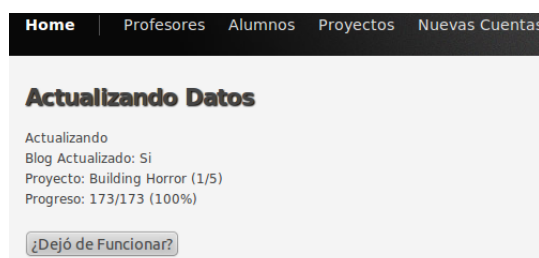 Home Profesores Alumnos Proyectos Nuevas Cuentas
Actualizando Datos
Actualizando
Blog Actualizado: Si
Proyecto: Building Horror (1/5)
Progreso: 173/173 (100%)
¿Dejó de Funcionar?